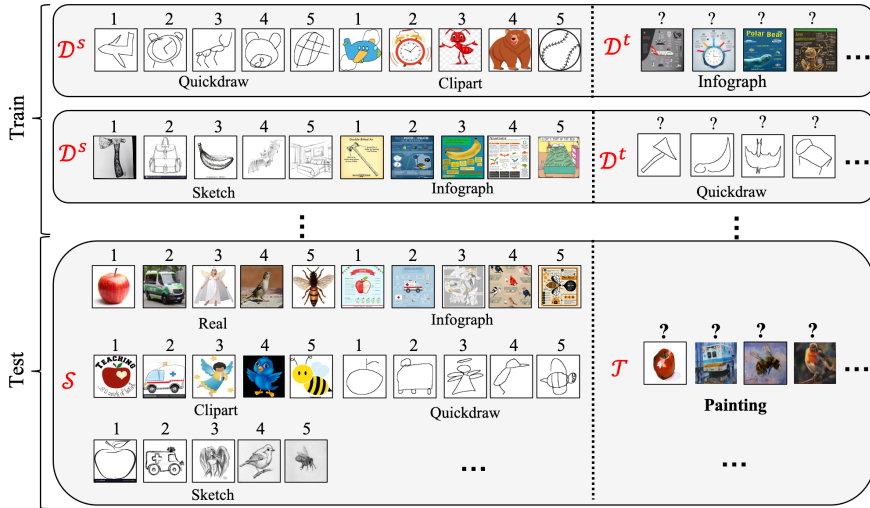 Train
1 2 3 4 5 1 2 3 4 5 ? ? ? ?
𝒟ˢ 𝒟ᵗ
Polar Bear
...
Quickdraw Clipart Infograph
1 2 3 4 5 1 2 3 4 5 ? ? ? ?
𝒟ˢ 𝒟ᵗ
...
Sketch Infograph Quickdraw
⋮ ⋮
Test
1 2 3 4 5 1 2 3 4 5
Real Infograph
1 2 3 4 5 1 2 3 4 5 ? ? ? ?
TEACHING
𝒮 𝒯
...
Clipart Quickdraw Painting
1 2 3 4 5
... ...
Sketch